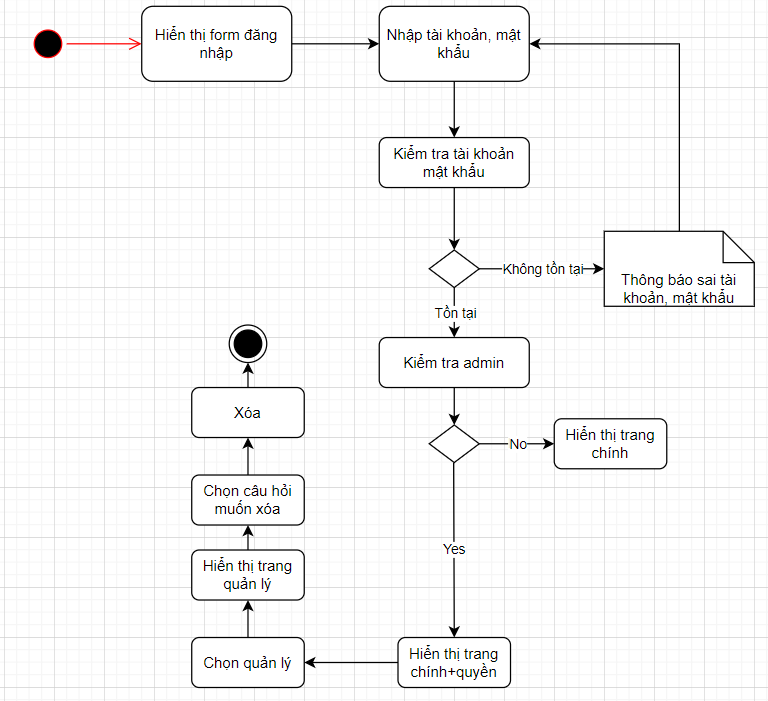 Hiển thị form đăng
nhập
Nhập tài khoản, mật
khẩu
Kiểm tra tài khoản
mật khẩu
Không tồn tại
Thông báo sai tài
khoản, mật khẩu
Tồn tại
Kiểm tra admin
No
Hiển thị trang
chính
Yes
Hiển thị trang
chính+quyền
Chọn quản lý
Hiển thị trang
quản lý
Chọn câu hỏi
muốn xóa
Xóa